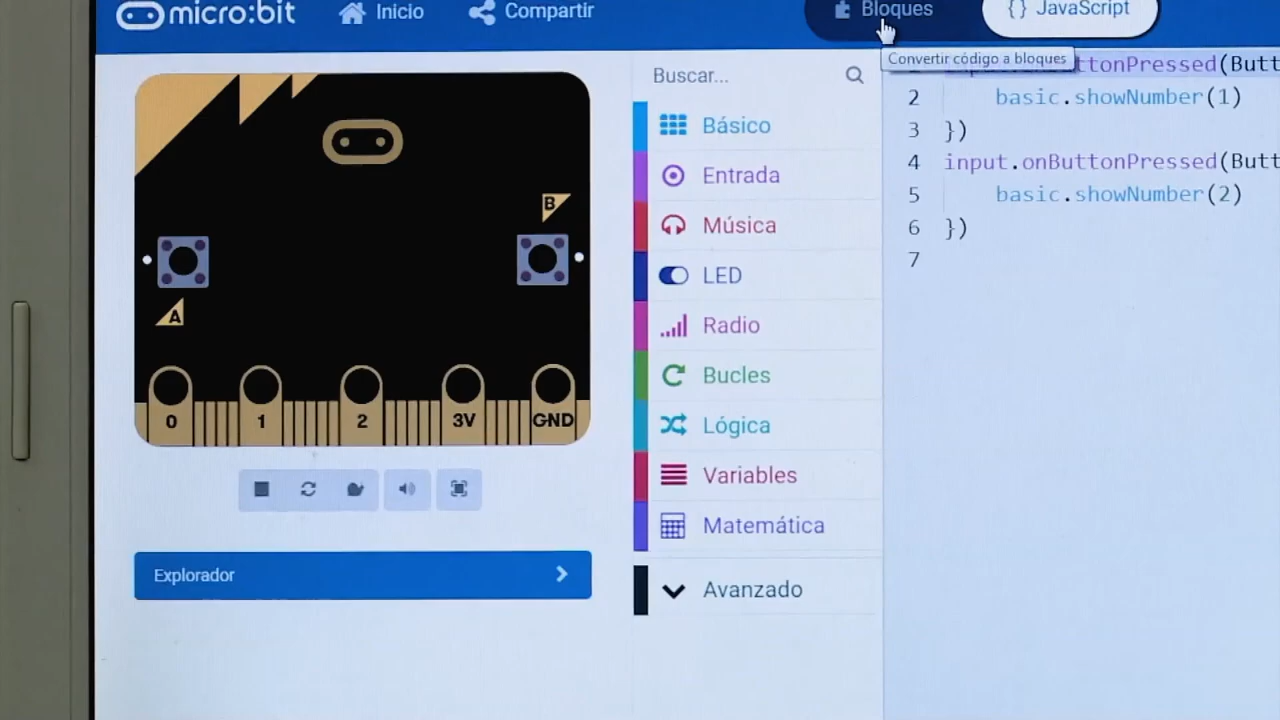 micro:bit
Inicio
Compartir
Bloques
{} JavaScript
Convertir código a bloques
Buscar...
Básico
Entrada
Música
LED
Radio
Bucles
Lógica
Variables
Matemática
Avanzado
B
A
0 1 2 3V GND
Explorador
ttonPressed(Butt
2 basic.showNumber(1)
3 })
4 input.onButtonPressed(Butt
5 basic.showNumber(2)
6 })
7